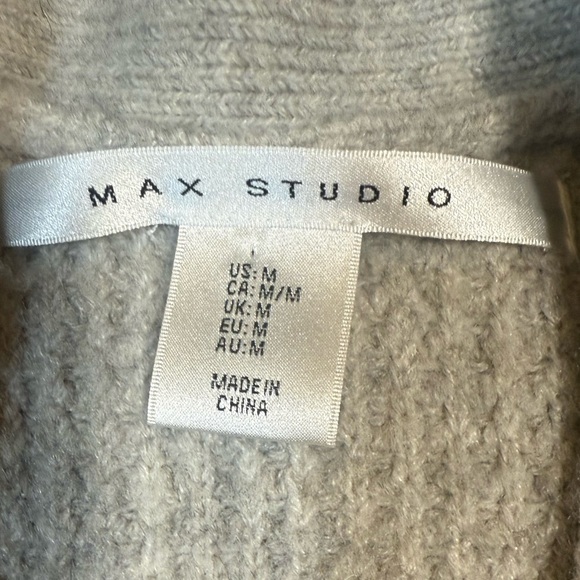 MAX STUDIO
US: M
CA: M/M
UK: M
EU: M
AU: M
MADE IN
CHINA